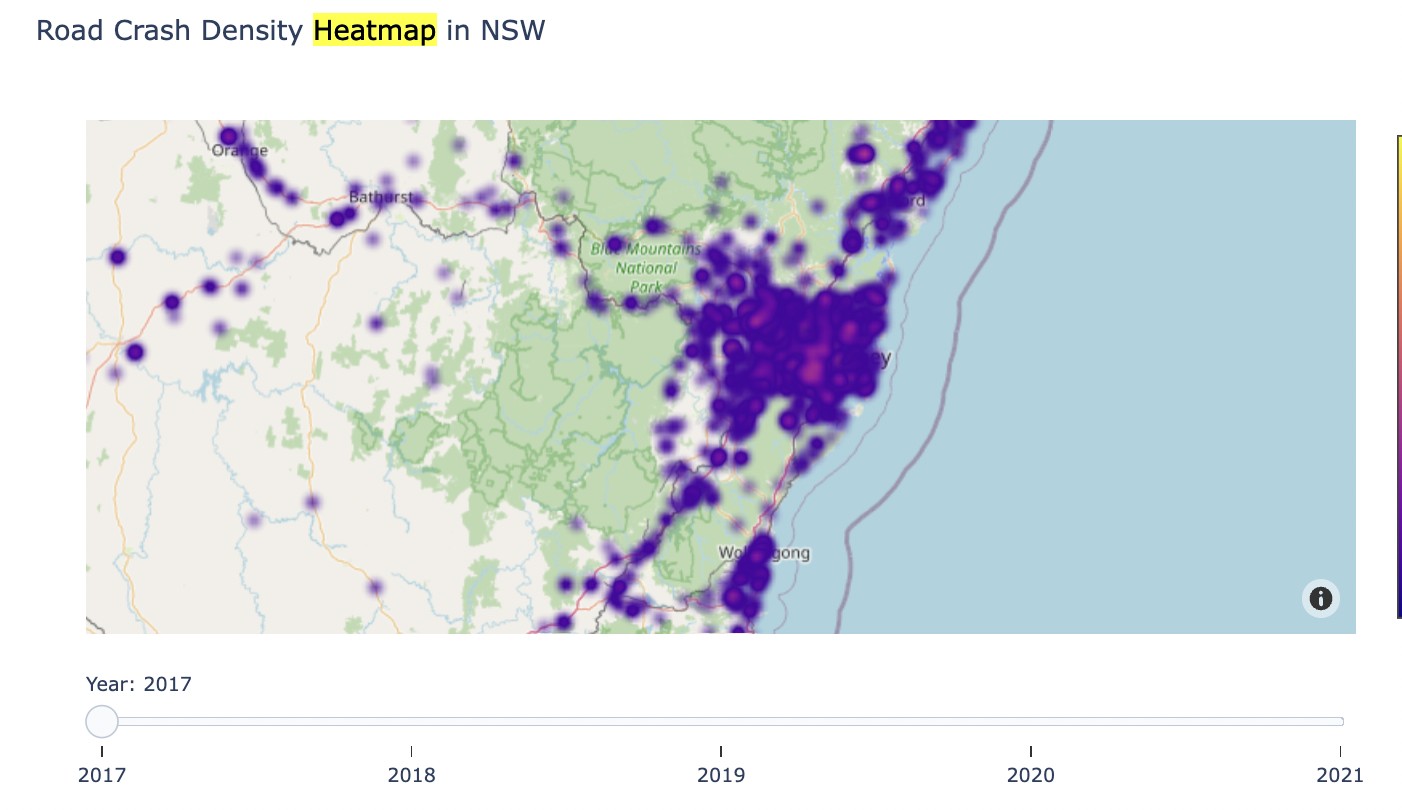 Road Crash Density Heatmap in NSW
Orange
Bathurst
Blue Mountains
National
Park
Wollongong
Year: 2017
2017 2018 2019 2020 2021